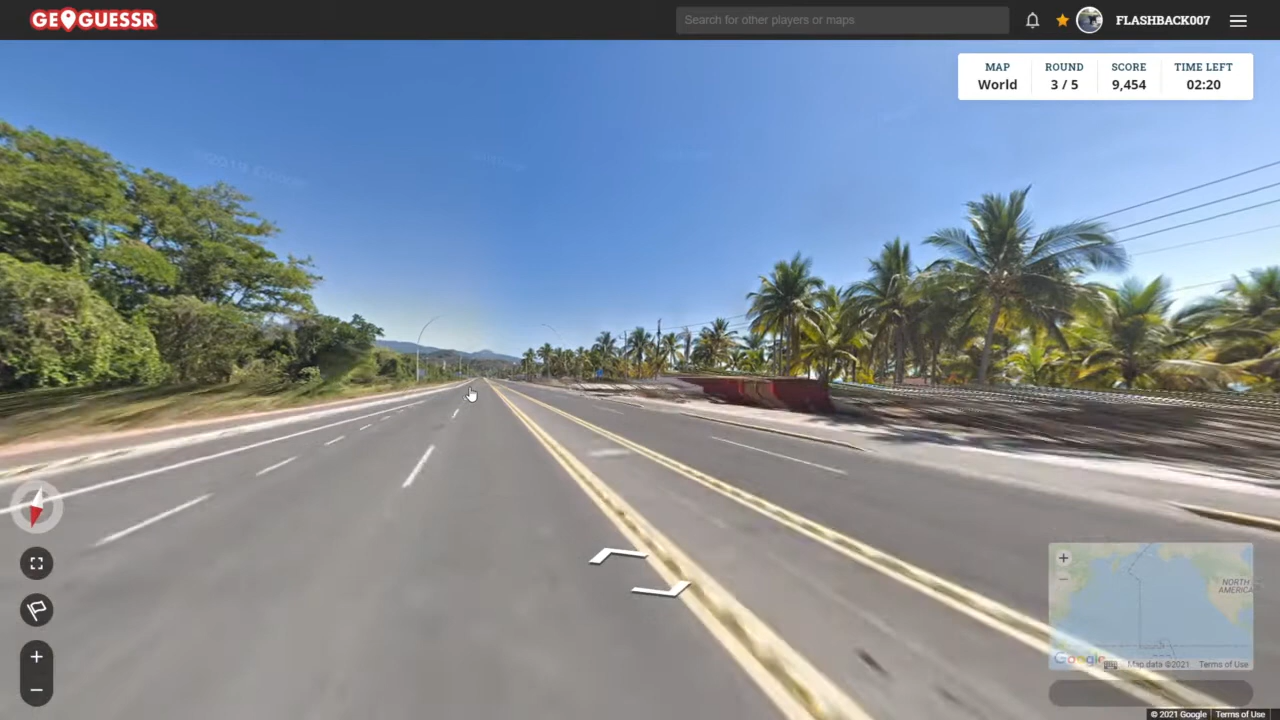 GEOGUESSR
Search for other players or maps
FLASHBACK007
MAP
World
ROUND
3 / 5
SCORE
9,454
TIME LEFT
02:20
NORTH
AMERICA
Google
Map data ©2021
Terms of Use
© 2021 Google
Terms of Use